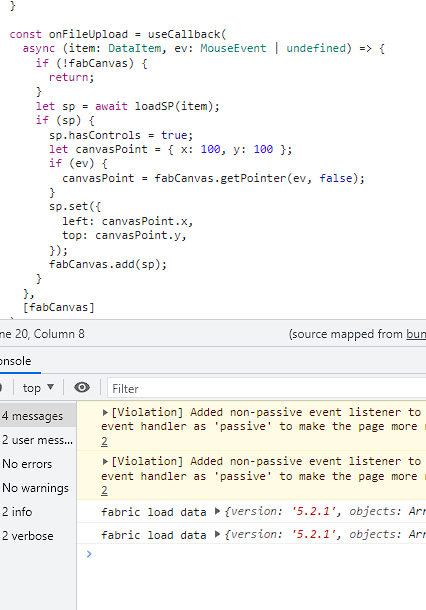 }
const onFileUpload = useCallback(
async (item: DataItem, ev: MouseEvent | undefined) => {
if (!fabCanvas) {
return;
}
let sp = await loadSP(item);
if (sp) {
sp.hasControls = true;
let canvasPoint = { x: 100, y: 100 };
if (ev) {
canvasPoint = fabCanvas.getPointer(ev, false);
}
sp.set({
left: canvasPoint.x,
top: canvasPoint.y,
});
fabCanvas.add(sp);
}
},
[fabCanvas]
ne 20, Column 8 (source mapped from bun
onsole
top ▼ Filter
4 messages
2 user mess...
No errors
No warnings
2 info
2 verbose
▶[Violation] Added non-passive event listener to
event handler as 'passive' to make the page more
2
▶[Violation] Added non-passive event listener to
event handler as 'passive' to make the page more
2
fabric load data ▶{version: '5.2.1', objects: Arr
fabric load data ▶{version: '5.2.1', objects: Arr
>